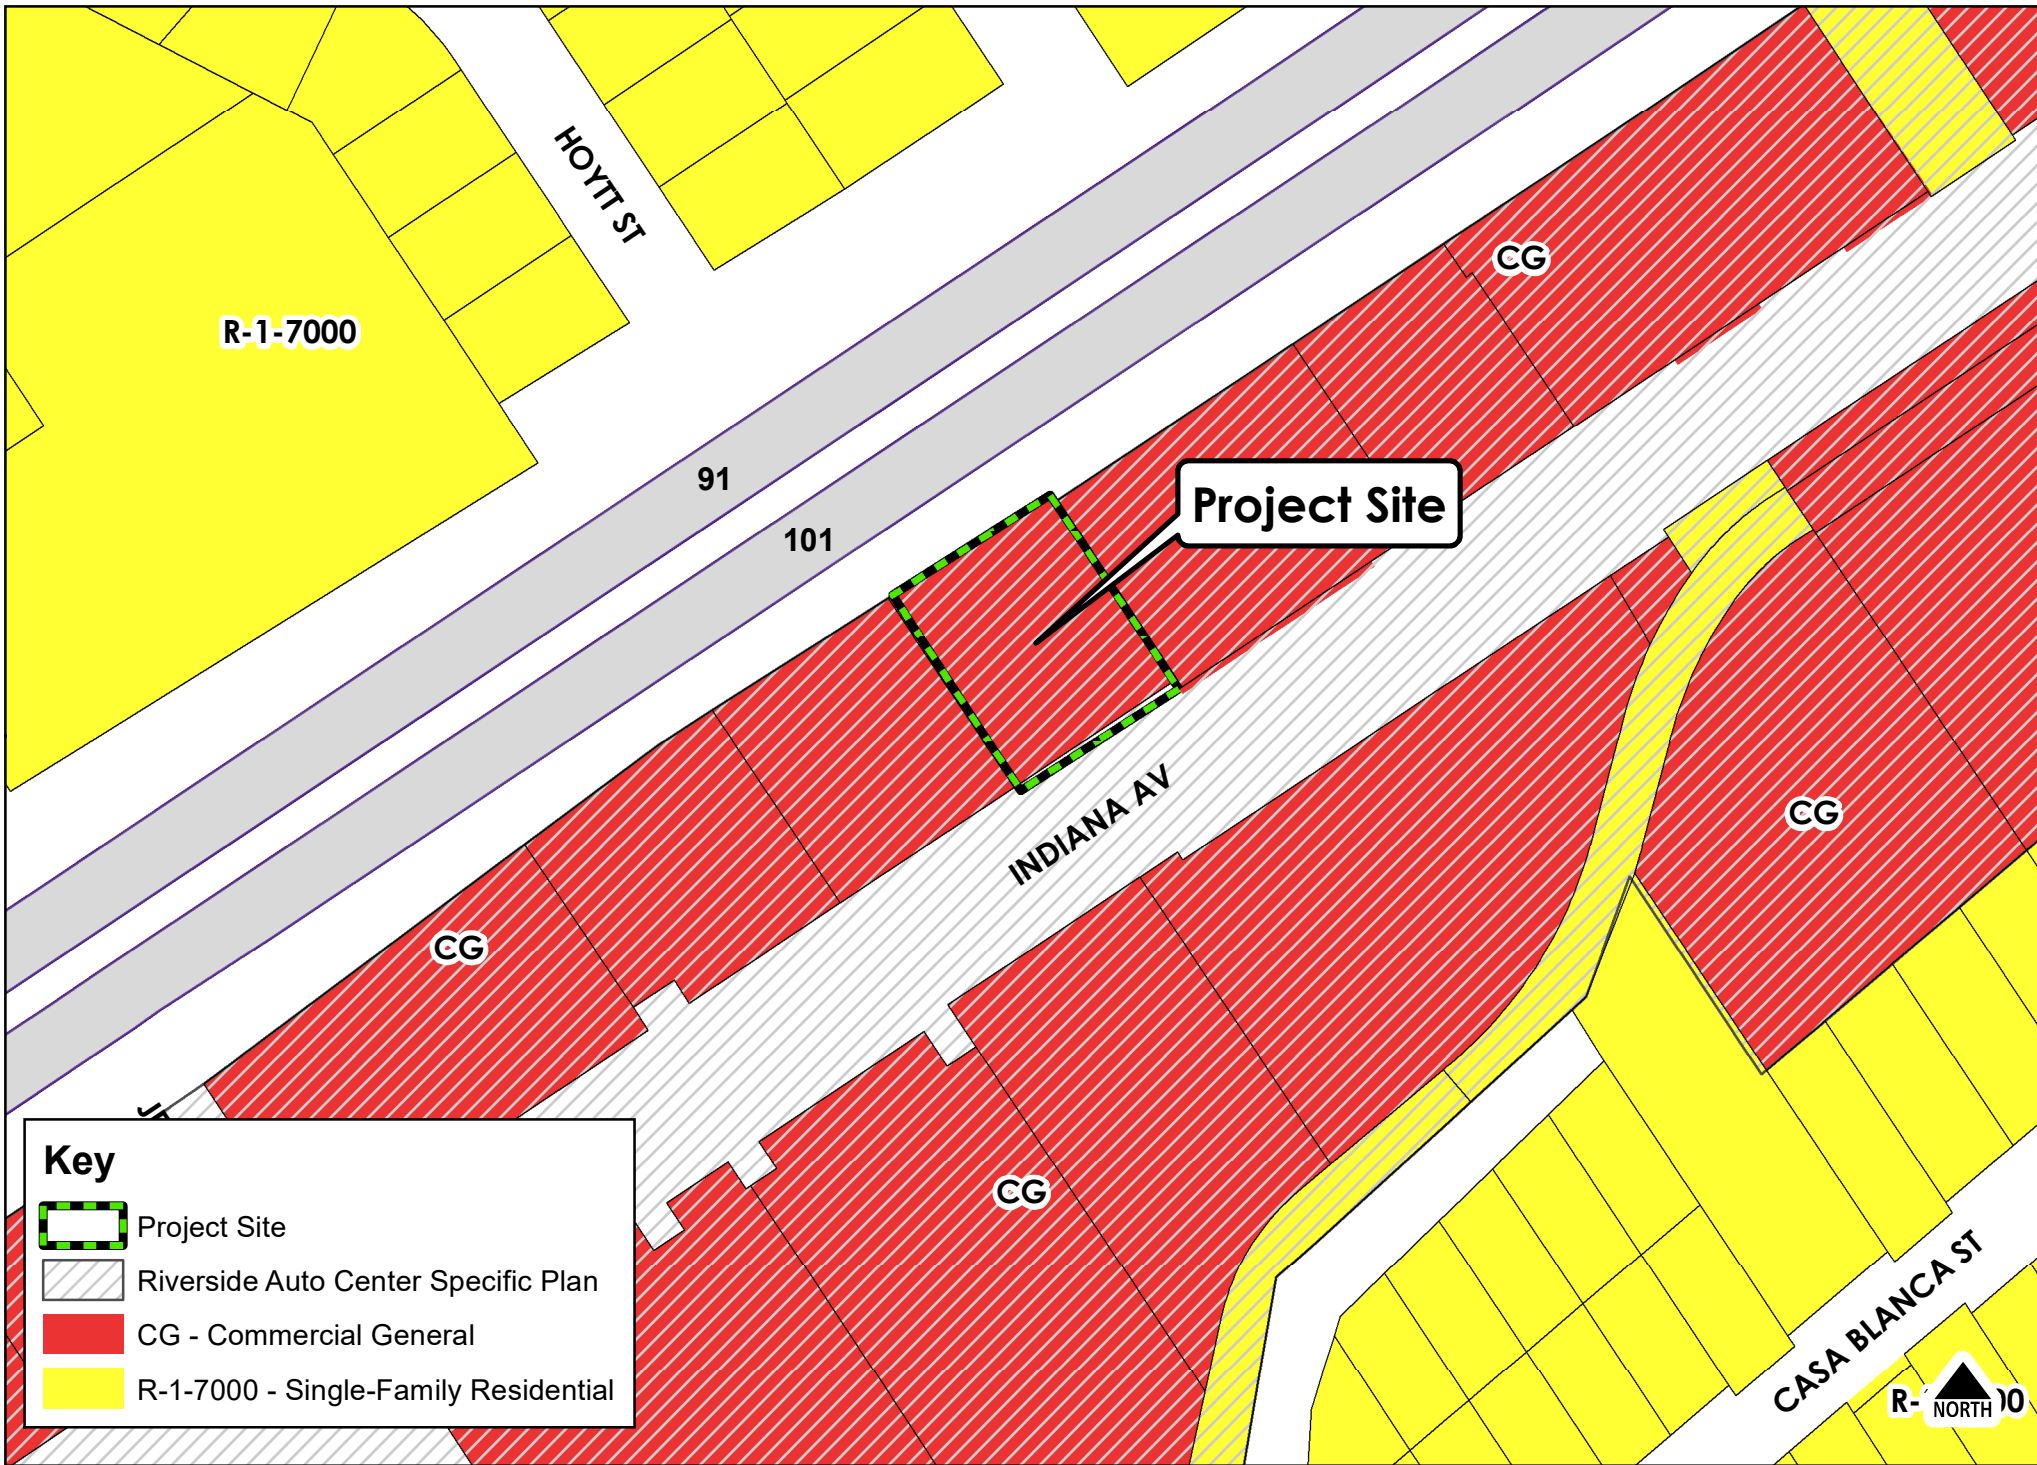 HOYTT ST
CG
R-1-7000
91
Project Site
101
INDIANA AV
CG
CG
CG
Key
Project Site
Riverside Auto Center Specific Plan
CG - Commercial General
R-1-7000 - Single-Family Residential
CASA BLANCA ST
NORTH